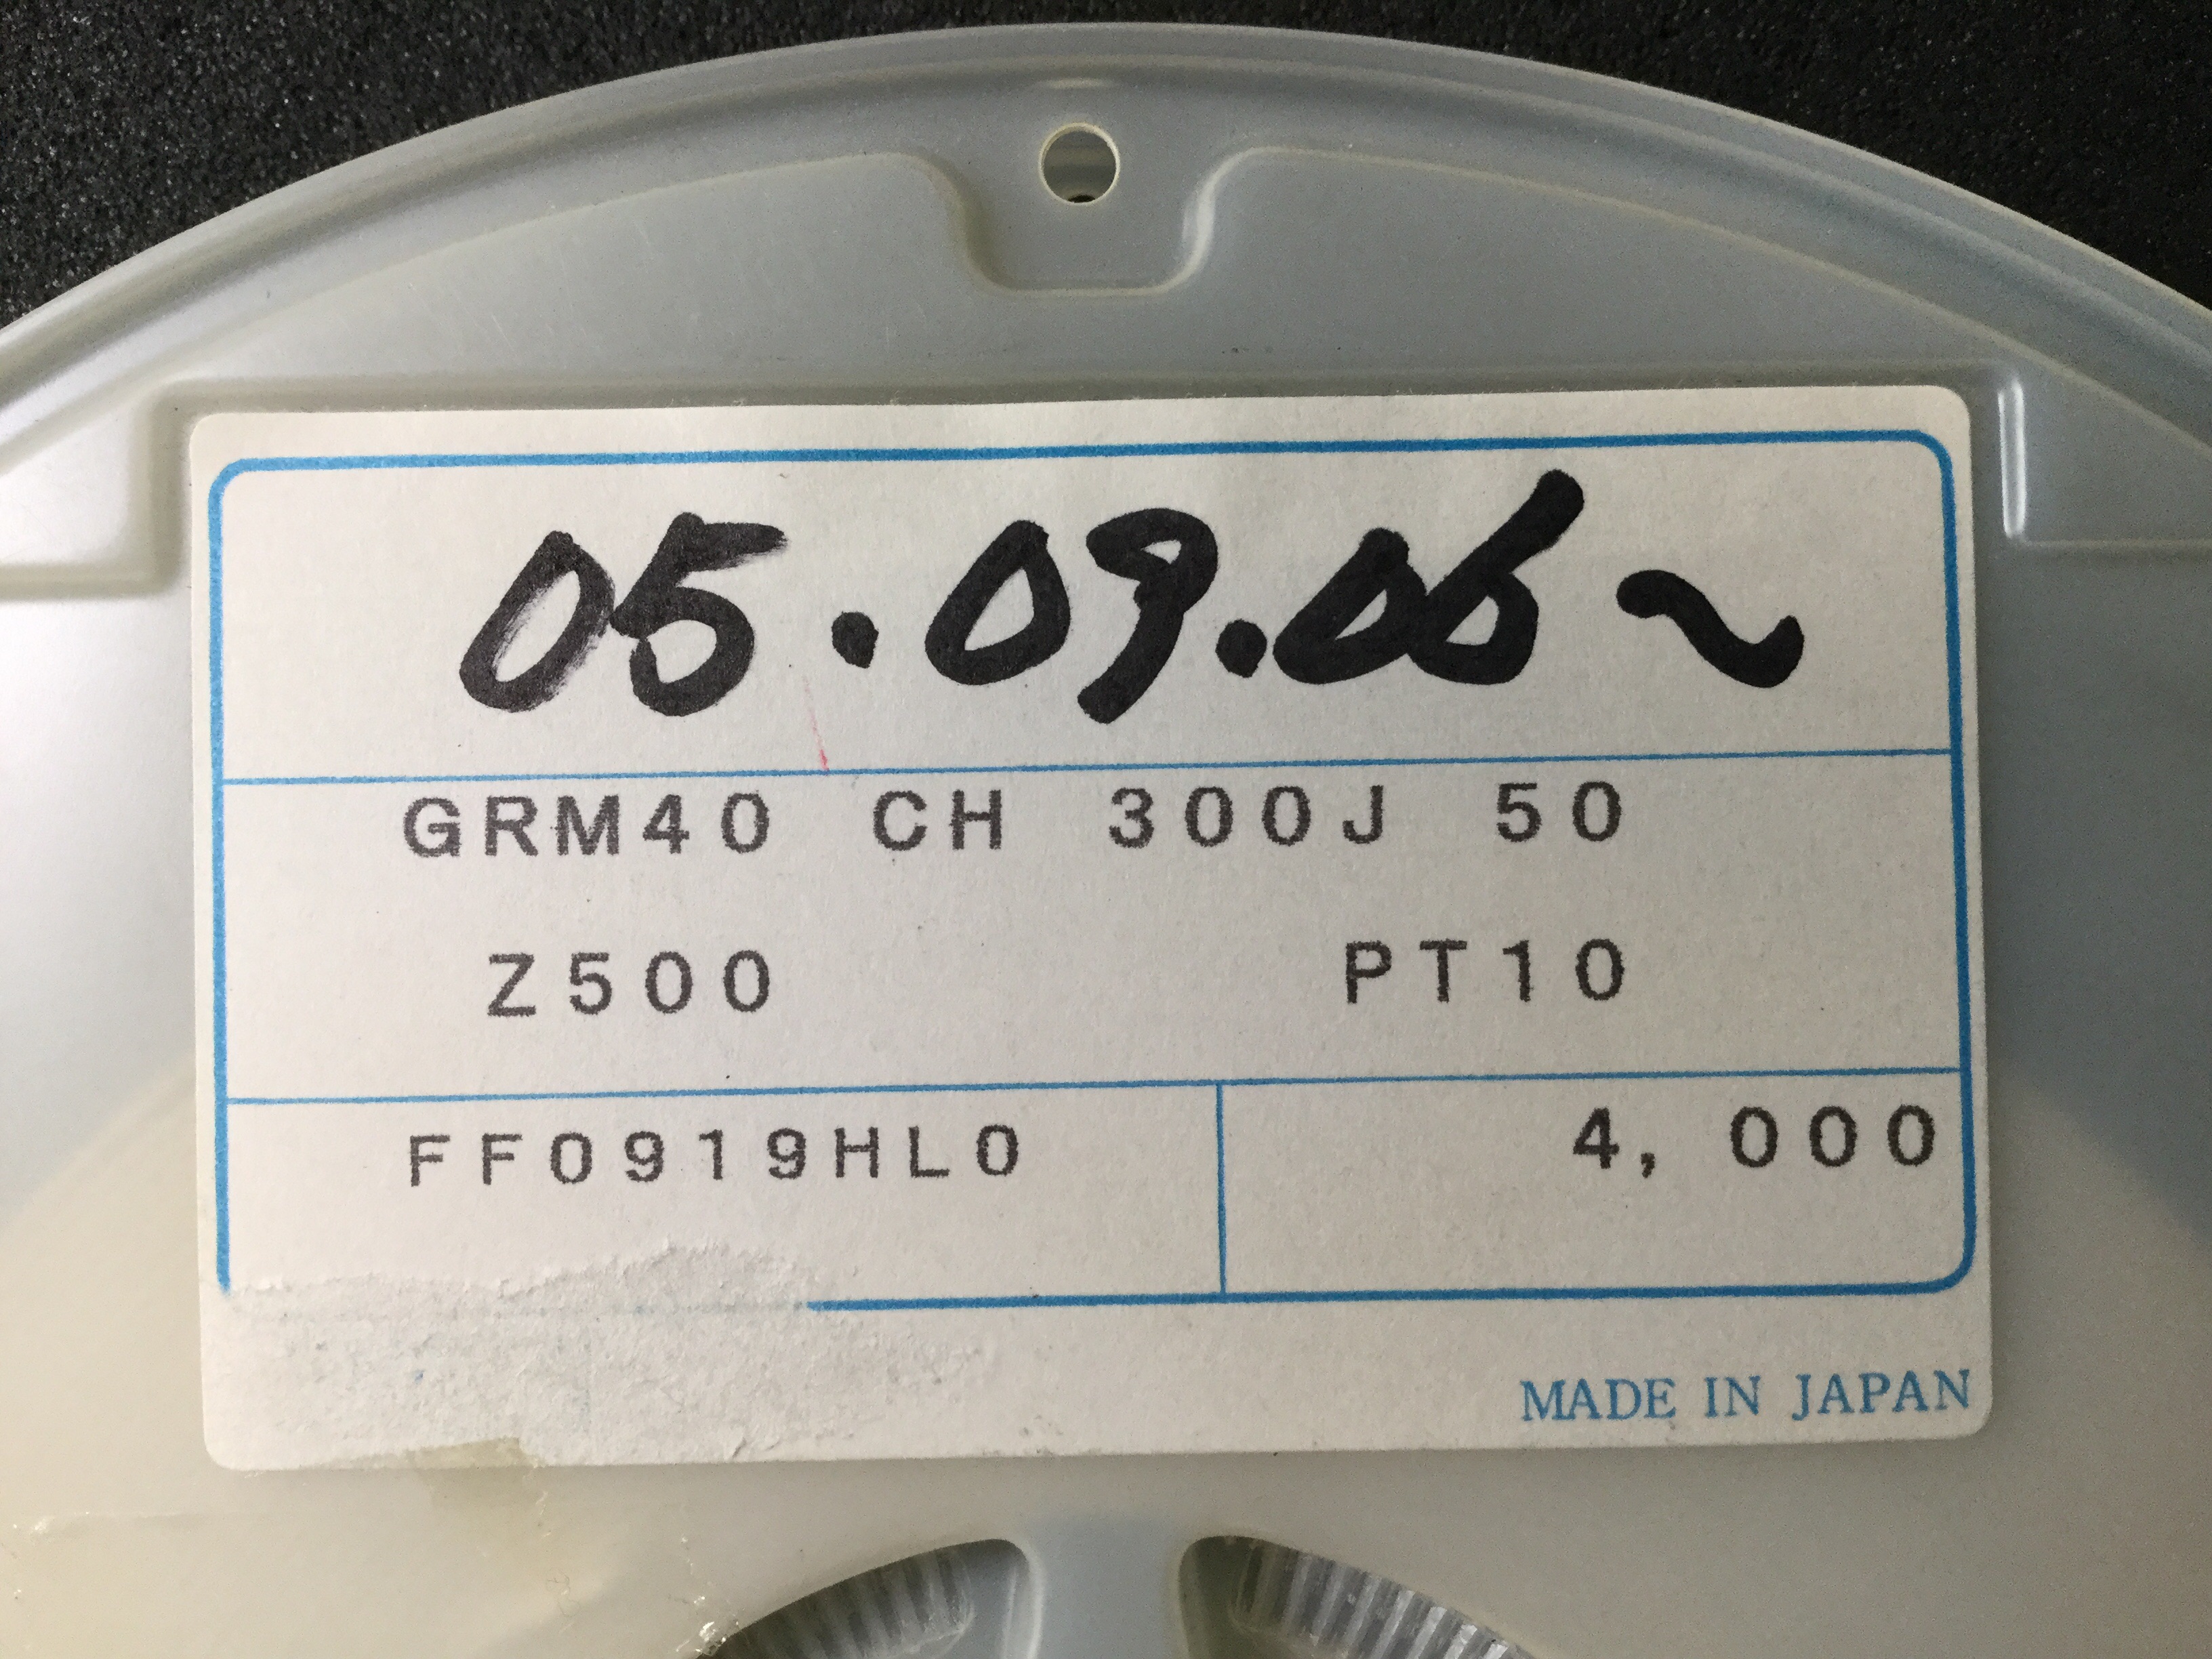 05.09.06~
GRM40 CH 300J 50
Z500 PT10
FF0919HL0 4,000
MADE IN JAPAN